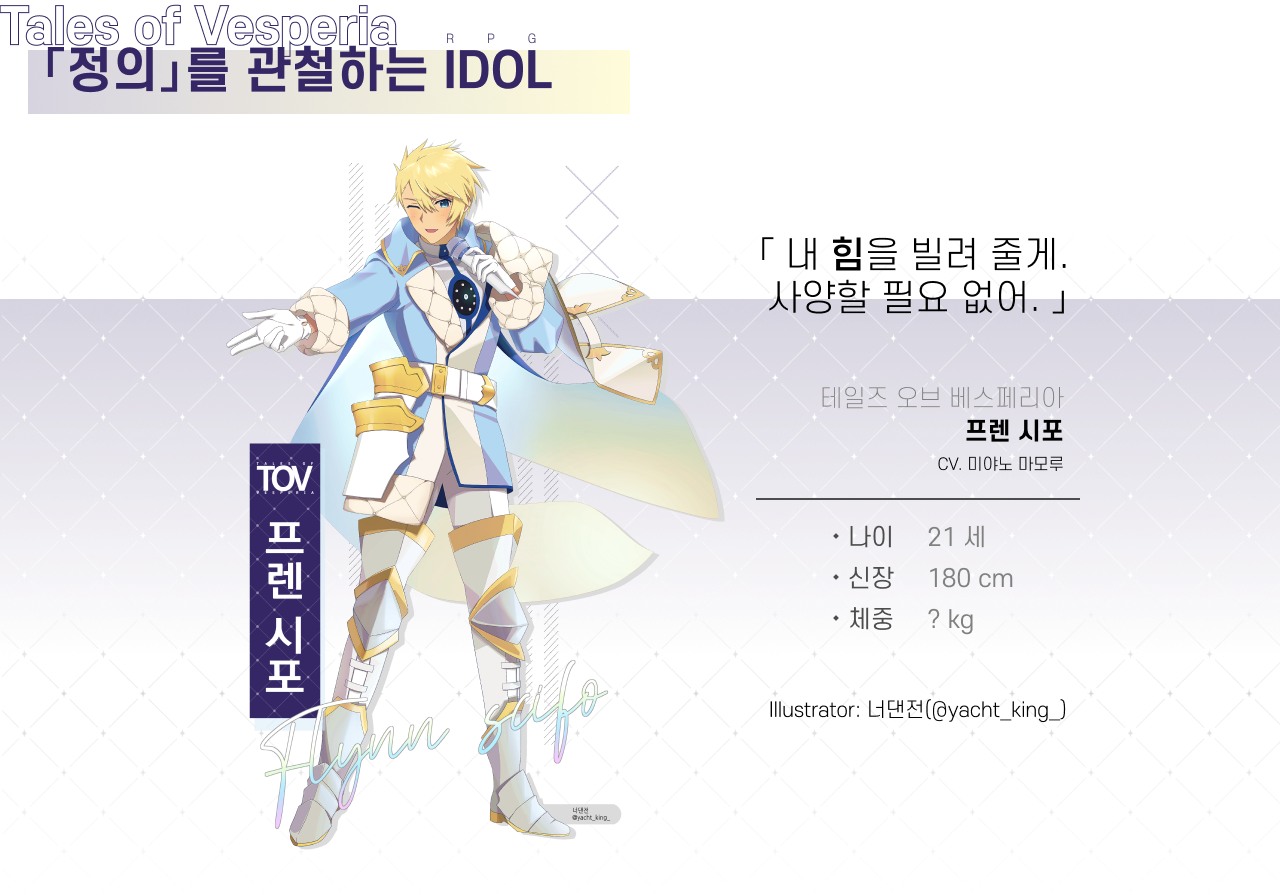 Tales of Vesperia
R P G
「정의」를 관철하는 IDOL
「 내 힘을 빌려 줄게.
사양할 필요 없어. 」
테일즈 오브 베스페리아
프렌 시포
CV. 미야노 마모루
・나이 21 세
・신장 180 cm
・체중 ? kg
Illustrator: 너댄전(@yacht_king_)
TALES OF
TOV
VESPERIA
프렌 시포
Flynn scifo
너댄전
@yacht_king_